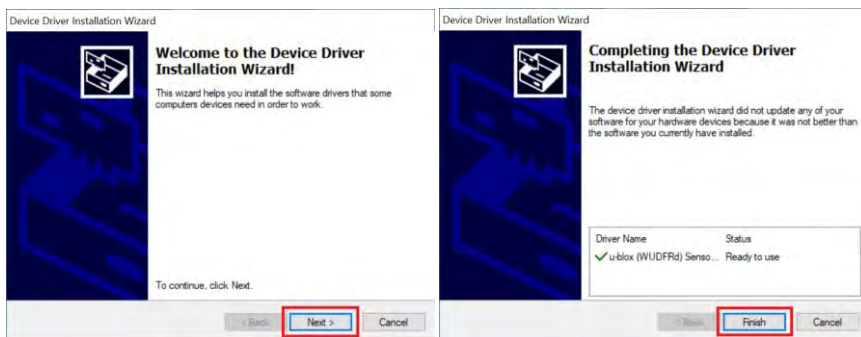 Device Driver Installation Wizard
Welcome to the Device Driver
Installation Wizard!
This wizard helps you install the software drivers that some
computers devices need in order to work.
To continue, click Next.
< Back
Next >
Cancel
Device Driver Installation Wizard
Completing the Device Driver
Installation Wizard
The device driver installation wizard did not update any of your
software for your hardware devices because it was not better than
the software you currently have installed.
Driver Name Status
u-blox (WUDFRd) Senso... Ready to use
< Back
Finish
Cancel